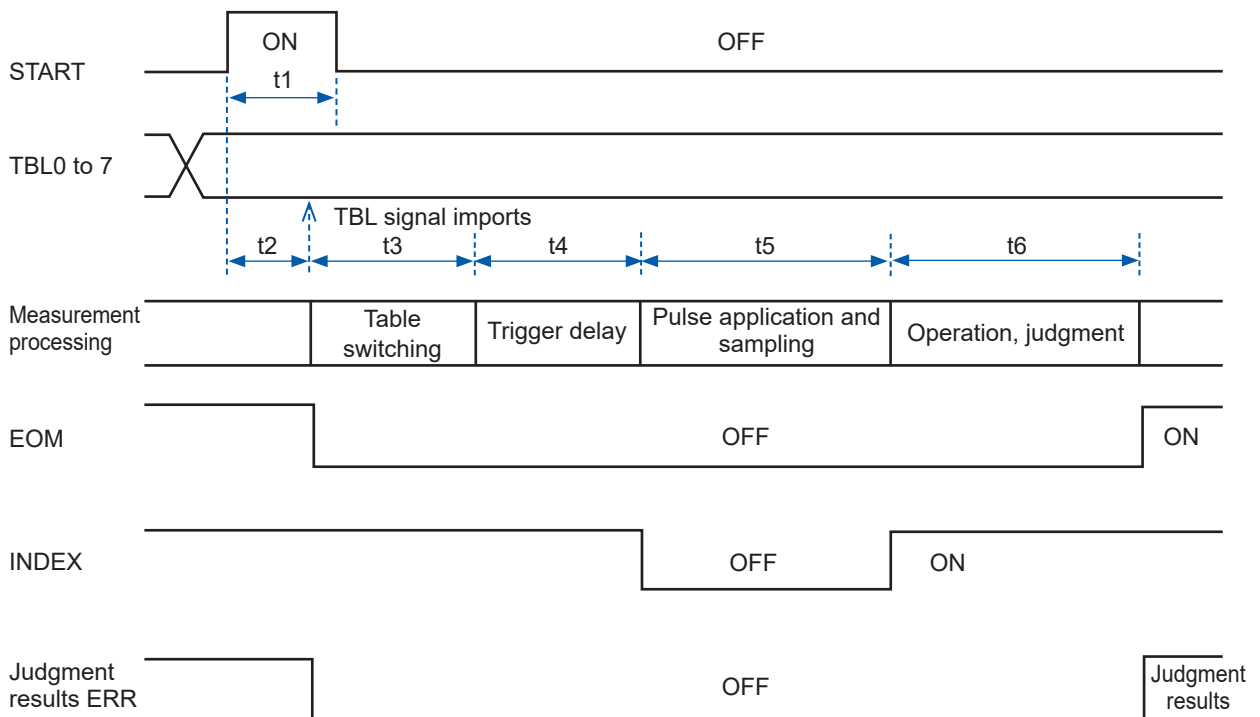 START
ON
OFF
t1
TBL0 to 7
TBL signal imports
t2
t3
t4
t5
t6
Measurement
processing
Table
switching
Trigger delay
Pulse application and
sampling
Operation, judgment
EOM
OFF
ON
INDEX
OFF
ON
Judgment
results ERR
OFF
Judgment
results